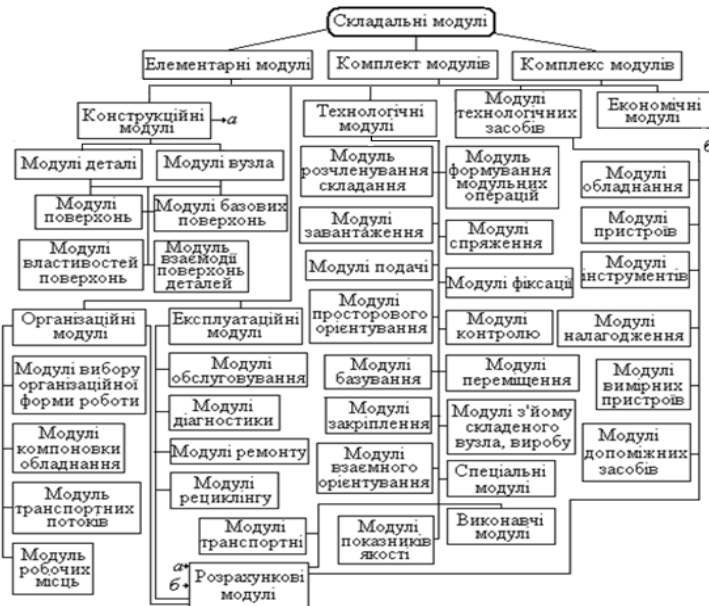 Складальні модулі
Елементарні модулі
Комплект модулів
Комплекс модулів
Конструкційні
модулі
а
Технологічні
модулі
Модулі
технологічних
засобів
Економічні
модулі
б
Модулі деталі
Модулі вузла
Модулі
поверхонь
Модулі базових
поверхонь
Модулі
властивостей
поверхонь
Модуль
взаємодії
поверхонь
деталей
Модуль
розчленування
складання
Модуль
формування
модульних
операцій
Модулі
завантаження
Модулі
спряження
Модулі подачі
Модулі фіксації
Модулі
просторового
орієнтування
Модулі
контролю
Модулі
базування
Модулі
переміщення
Модулі
закріплення
Модулі з'йому
складеного
вузла, виробу
Модулі
взаємного
орієнтування
Спеціальні
модулі
Модулі
показників
якості
Виконавчі
модулі
Модулі
обладнання
Модулі
пристроїв
Модулі
інструментів
Модулі
налагодження
Модулі
вимірних
пристроїв
Модулі
допоміжних
засобів
Організаційні
модулі
Модулі вибору
організаційної
форми роботи
Модулі
компоновки
обладнання
Модуль
транспортних
потоків
Модуль
робочих
місць
Експлуатаційні
модулі
Модулі
обслуговування
Модулі
діагностики
Модулі ремонту
Модулі
рециклінгу
Модулі
транспортні
а
б
Розрахункові
модулі